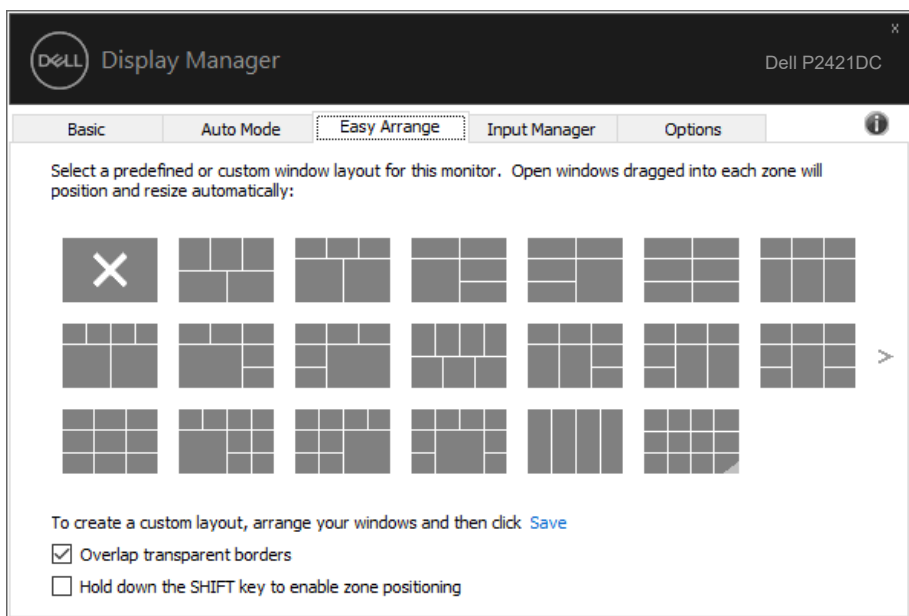 x
DELL Display Manager
Dell P2421DC
Basic Auto Mode Easy Arrange Input Manager Options i
Select a predefined or custom window layout for this monitor. Open windows dragged into each zone will
position and resize automatically:
>
To create a custom layout, arrange your windows and then click Save
Overlap transparent borders
Hold down the SHIFT key to enable zone positioning